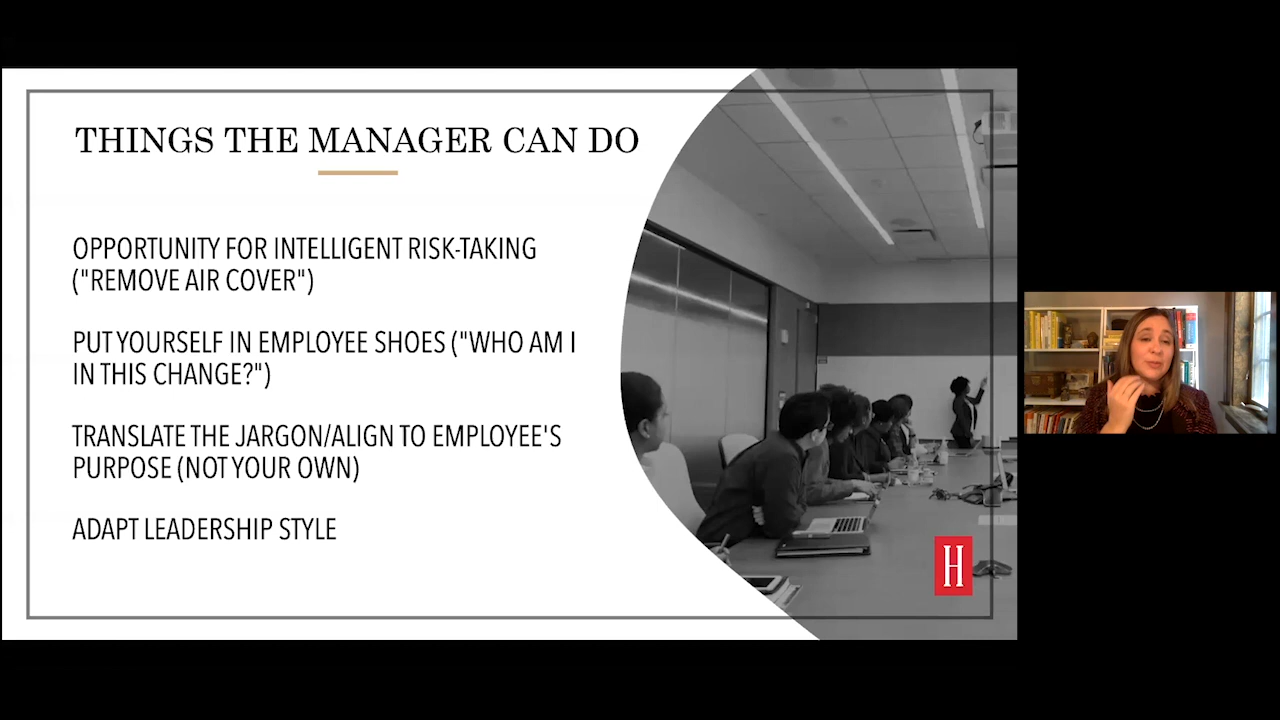 THINGS THE MANAGER CAN DO
OPPORTUNITY FOR INTELLIGENT RISK-TAKING
("REMOVE AIR COVER")
PUT YOURSELF IN EMPLOYEE SHOES ("WHO AM I
IN THIS CHANGE?")
TRANSLATE THE JARGON/ALIGN TO EMPLOYEE'S
PURPOSE (NOT YOUR OWN)
ADAPT LEADERSHIP STYLE
H